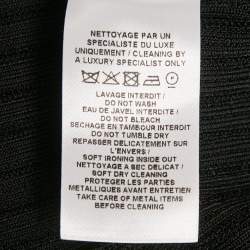 NETTOYAGE PAR UN
SPECIALISTE DU LUXE
UNIQUEMENT / CLEANING BY
A LUXURY SPECIALIST ONLY
LAVAGE INTERDIT /
DO NOT WASH
EAU DE JAVEL INTERDITE /
DO NOT BLEACH
SECHAGE EN TAMBOUR INTERDIT
DO NOT TUMBLE DRY
REPASSER DELICATEMENT SUR
L'ENVERS /
SOFT IRONING INSIDE OUT
NETTOYAGE A SEC DELICAT /
SOFT DRY CLEANING
PROTEGER LES PARTIES
METALLIQUES AVANT ENTRETIEN
TAKE CARE OF METAL ITEMS
BEFORE CLEANING